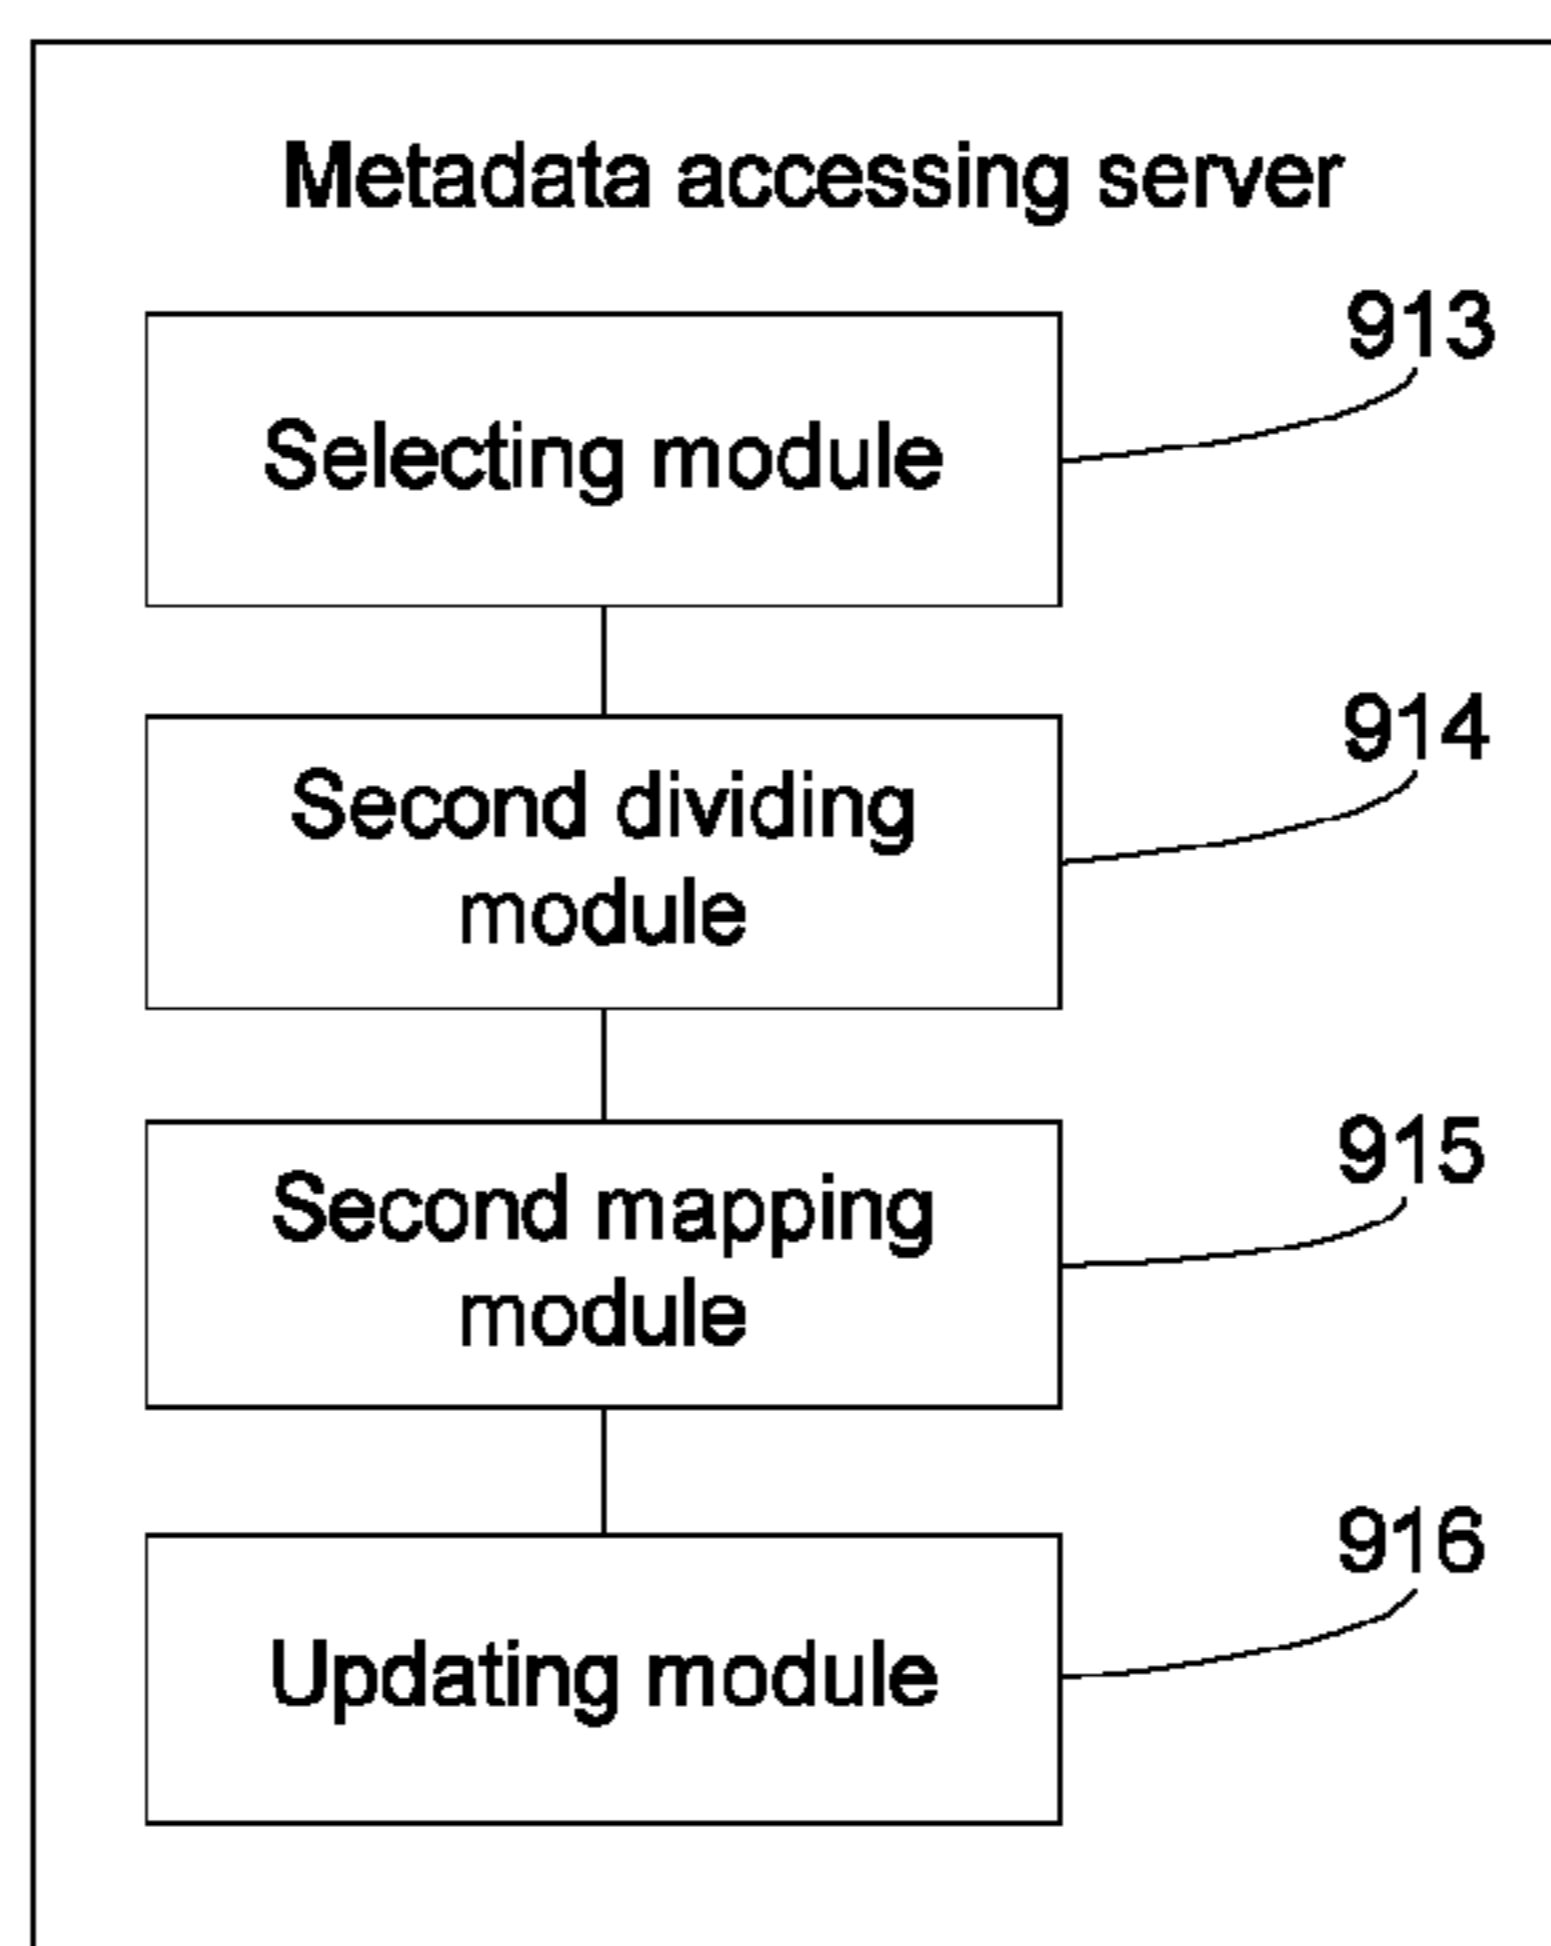 Metadata accessing server
913
Selecting module
914
Second dividing
module
915
Second mapping
module
916
Updating module